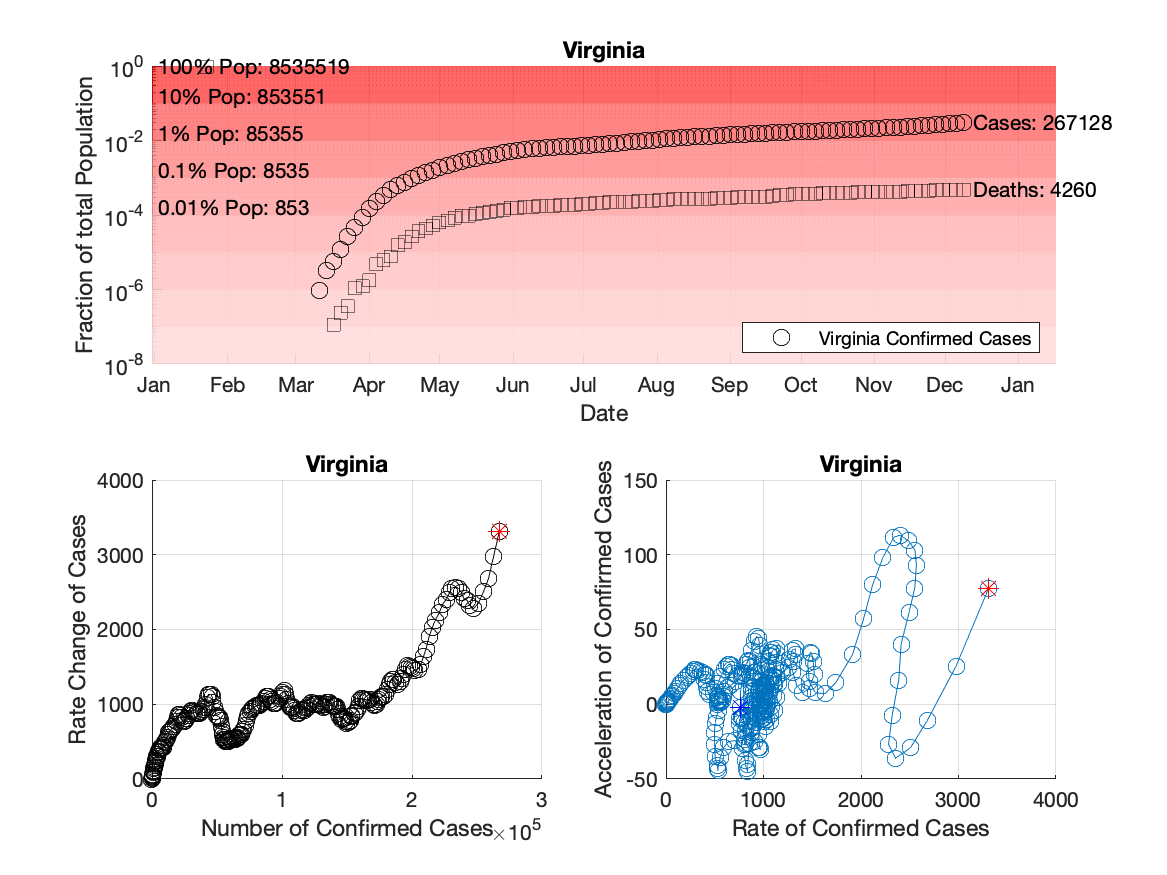 Virginia
10^0
10^-2
10^-4
10^-6
10^-8
Fraction of total Population
100% Pop: 8535519
10% Pop: 853551
1% Pop: 85355
0.1% Pop: 8535
0.01% Pop: 853
Cases: 267128
Deaths: 4260
Virginia Confirmed Cases
Jan Feb Mar Apr May Jun Jul Aug Sep Oct Nov Dec Jan
Date
Virginia
4000
3000
2000
1000
0
Rate Change of Cases
0 1 2 3
Number of Confirmed Cases
×10^5
Virginia
150
100
50
0
-50
Acceleration of Confirmed Cases
0 1000 2000 3000 4000
Rate of Confirmed Cases